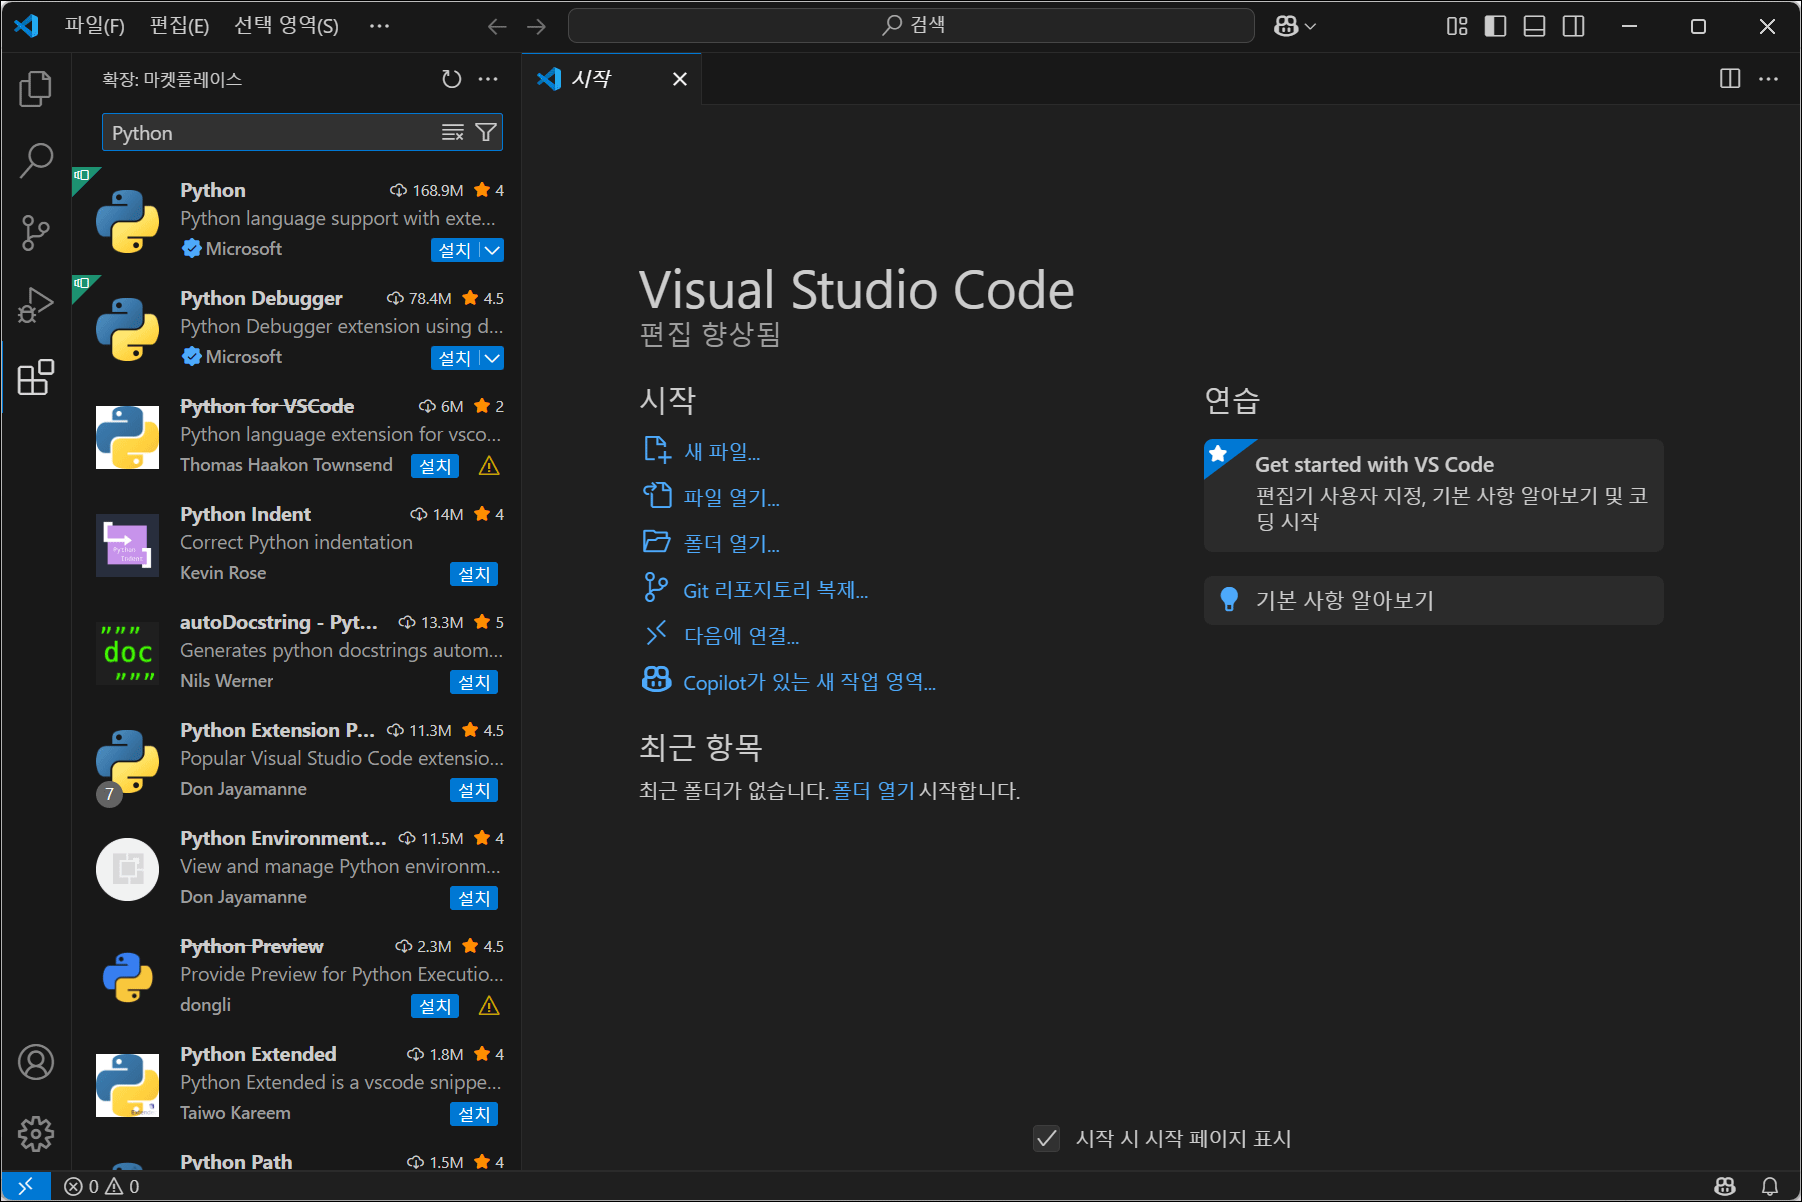 파일(F) 편집(E) 선택 영역(S) ··· 검색
확장: 마켓플레이스
Python
Python 168.9M 4
Python language support with exte...
Microsoft 설치
Python Debugger 78.4M 4.5
Python Debugger extension using d...
Microsoft 설치
Python for VSCode 6M 2
Python language extension for vsco...
Thomas Haakon Townsend 설치
Python Indent 14M 4
Correct Python indentation
Kevin Rose 설치
autoDocstring - Pyt... 13.3M 5
Generates python docstrings autom...
Nils Werner 설치
"""
doc
"""
Python Extension P... 11.3M 4.5
Popular Visual Studio Code extensio...
Don Jayamanne 설치
7
Python Environment... 11.5M 4
View and manage Python environm...
Don Jayamanne 설치
Python Preview 2.3M 4.5
Provide Preview for Python Executio...
dongli 설치
Python Extended 1.8M 4
Python Extended is a vscode snippe...
Taiwo Kareem 설치
Python Path 1.5M 4
시작
Visual Studio Code
편집 향상됨
시작
새 파일...
파일 열기...
폴더 열기...
Git 리포지토리 복제...
다음에 연결...
Copilot가 있는 새 작업 영역...
최근 항목
최근 폴더가 없습니다. 폴더 열기 시작합니다.
연습
Get started with VS Code
편집기 사용자 지정, 기본 사항 알아보기 및 코
딩 시작
기본 사항 알아보기
시작 시 시작 페이지 표시
0 0